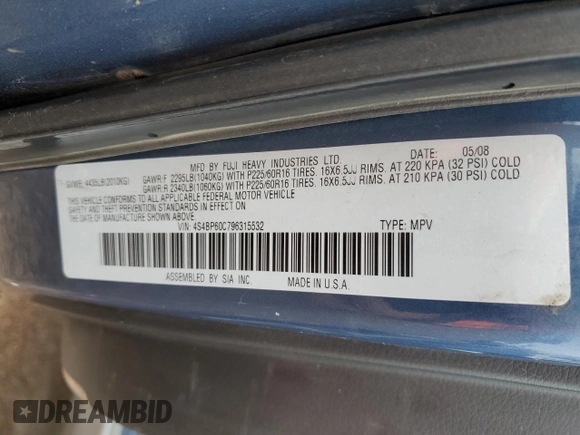 MFD. BY FUJI HEAVY INDUSTRIES LTD. DATE: 05/08
GVWR: 4435LB(2010KG) GAWR:F 2295LB(1040KG) WITH P225/60R16 TIRES. 16X6.5JJ RIMS. AT 220 KPA (32 PSI) COLD
GAWR:R 2340LB(1060KG) WITH P225/60R16 TIRES. 16X6.5JJ RIMS. AT 210 KPA (30 PSI) COLD
THIS VEHICLE CONFORMS TO ALL APPLICABLE FEDERAL MOTOR VEHICLE
SAFETY AND THEFT PREVENTION STANDARDS IN EFFECT ON
THE DATE OF MANUFACTURE SHOWN ABOVE.
VIN: 4S4BP60C796315532 TYPE: MPV
ASSEMBLED BY SIA INC. MADE IN U.S.A.
DREAMBID